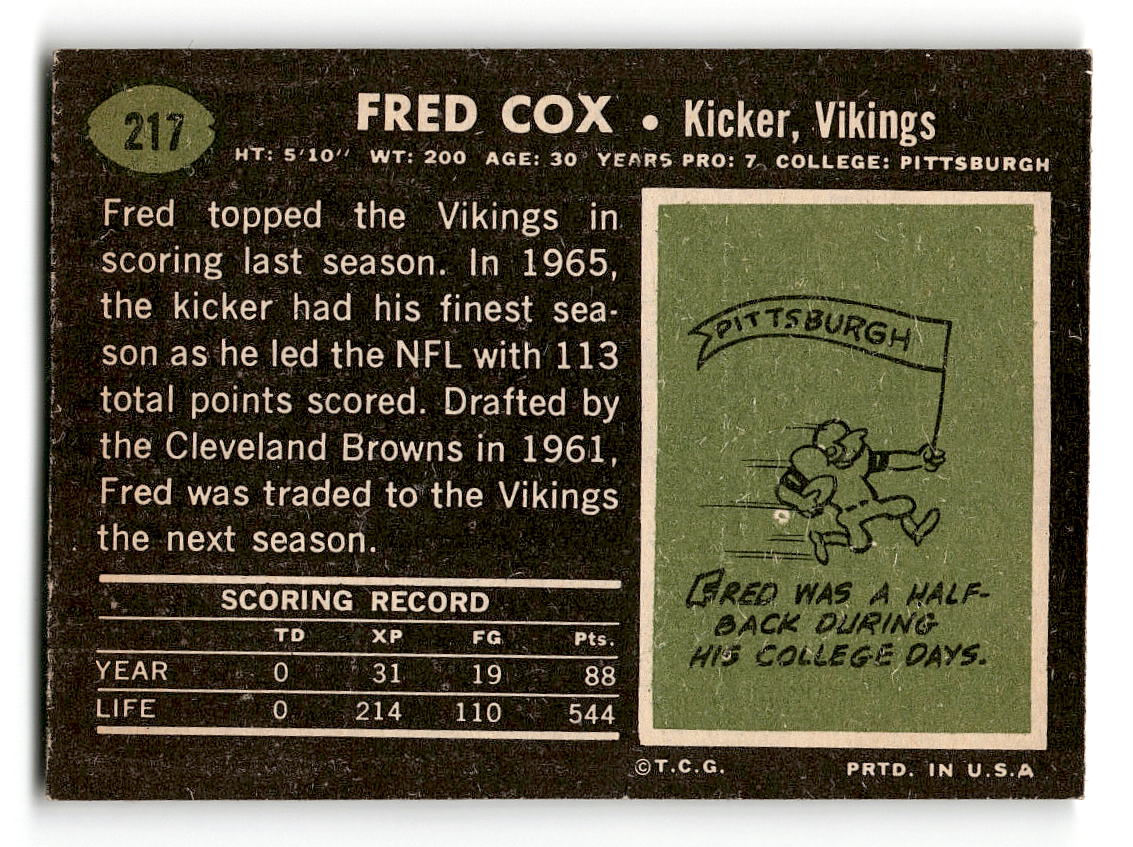 217
FRED COX • Kicker, Vikings
HT: 5'10" WT: 200 AGE: 30 YEARS PRO: 7 COLLEGE: PITTSBURGH
Fred topped the Vikings in
scoring last season. In 1965,
the kicker had his finest sea-
son as he led the NFL with 113
total points scored. Drafted by
the Cleveland Browns in 1961,
Fred was traded to the Vikings
the next season.
SCORING RECORD
TD XP FG Pts.
YEAR 0 31 19 88
LIFE 0 214 110 544
PITTSBURGH
FRED WAS A HALF-
BACK DURING
HIS COLLEGE DAYS.
©T.C.G. PRTD. IN U.S.A